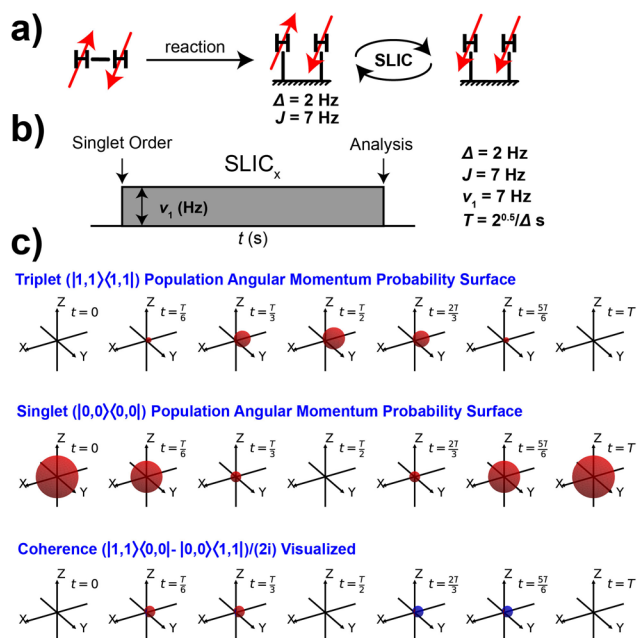 a)
H H
reaction
H H
SLIC
H H
Δ = 2 Hz
J = 7 Hz
b)
Singlet Order
SLICx
Analysis
ν1 (Hz)
t (s)
Δ = 2 Hz
J = 7 Hz
ν1 = 7 Hz
T = 2^0.5/Δ s
c)
Triplet (|1,1⟩⟨1,1|) Population Angular Momentum Probability Surface
Z X Y t = 0
Z X Y t = T/6
Z X Y t = T/3
Z X Y t = T/2
Z X Y t = 2T/3
Z X Y t = 5T/6
Z X Y t = T
Singlet (|0,0⟩⟨0,0|) Population Angular Momentum Probability Surface
Z X Y t = 0
Z X Y t = T/6
Z X Y t = T/3
Z X Y t = T/2
Z X Y t = 2T/3
Z X Y t = 5T/6
Z X Y t = T
Coherence (|1,1⟩⟨0,0|- |0,0⟩⟨1,1|)/(2i) Visualized
Z X Y t = 0
Z X Y t = T/6
Z X Y t = T/3
Z X Y t = T/2
Z X Y t = 2T/3
Z X Y t = 5T/6
Z X Y t = T